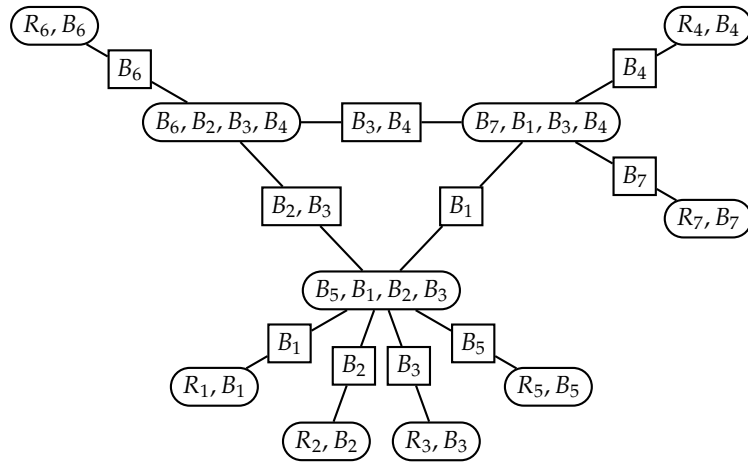 R₆, B₆
R₄, B₄
B₆
B₄
B₆, B₂, B₃, B₄
B₃, B₄
B₇, B₁, B₃, B₄
B₇
B₂, B₃
B₁
R₇, B₇
B₅, B₁, B₂, B₃
B₁
B₂
B₃
B₅
R₁, B₁
R₅, B₅
R₂, B₂
R₃, B₃